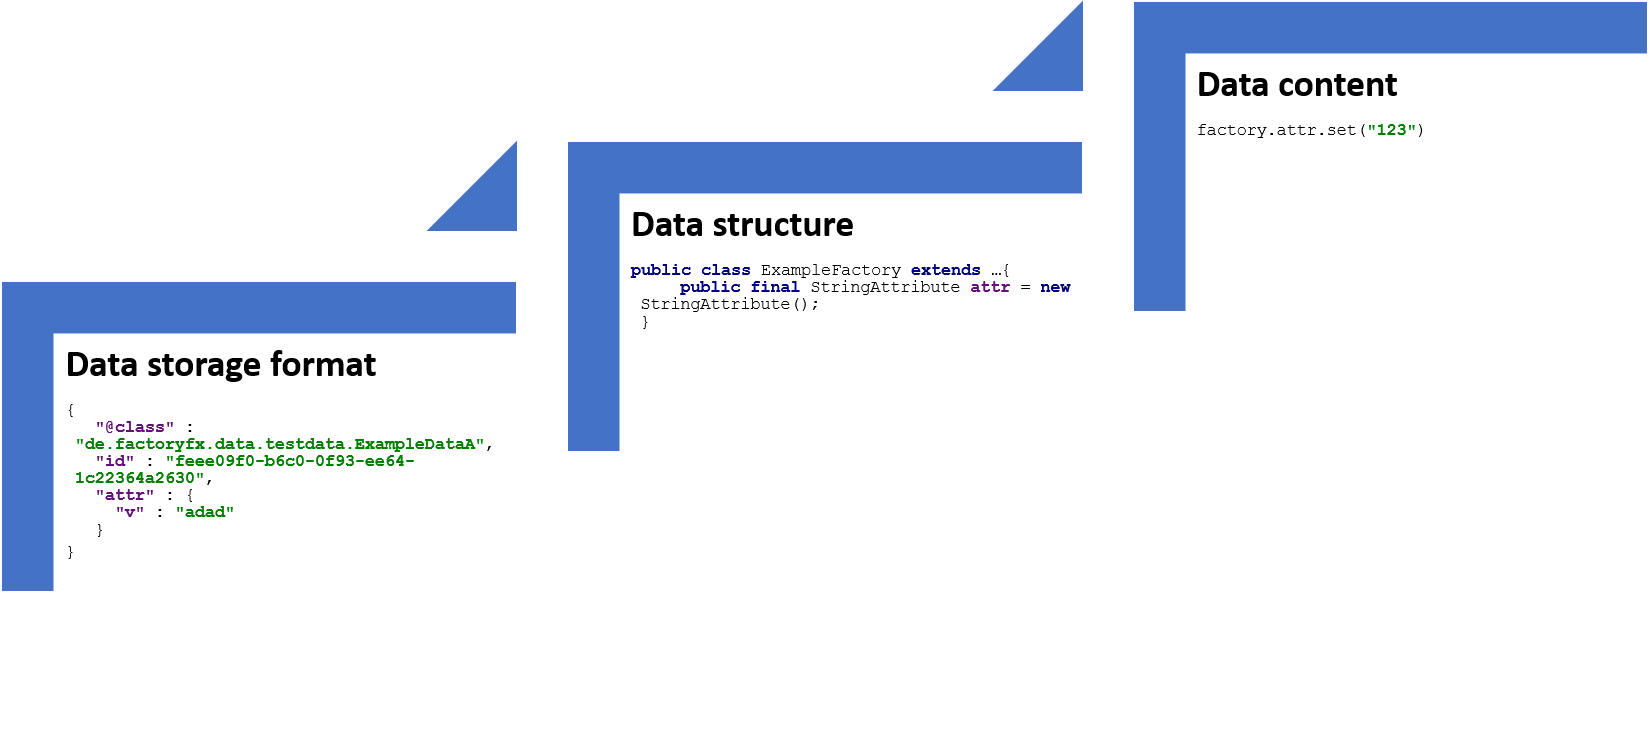 Data storage format
{
"@class" :
"de.factoryfx.data.testdata.ExampleDataA",
"id" : "feee09f0-b6c0-0f93-ee64-
1c22364a2630",
"attr" : {
"v" : "adad"
}
}
Data structure
public class ExampleFactory extends …{
public final StringAttribute attr = new
StringAttribute();
}
Data content
factory.attr.set("123")